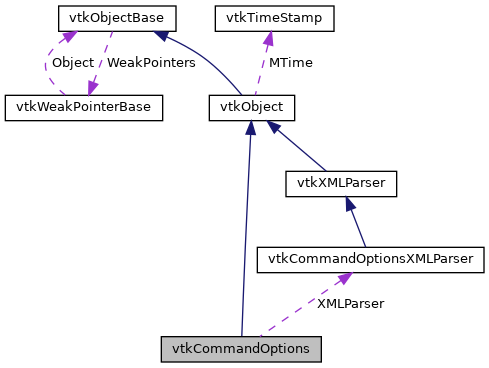 vtkObjectBase
vtkTimeStamp
Object
WeakPointers
MTime
vtkWeakPointerBase
vtkObject
vtkXMLParser
vtkCommandOptionsXMLParser
XMLParser
vtkCommandOptions